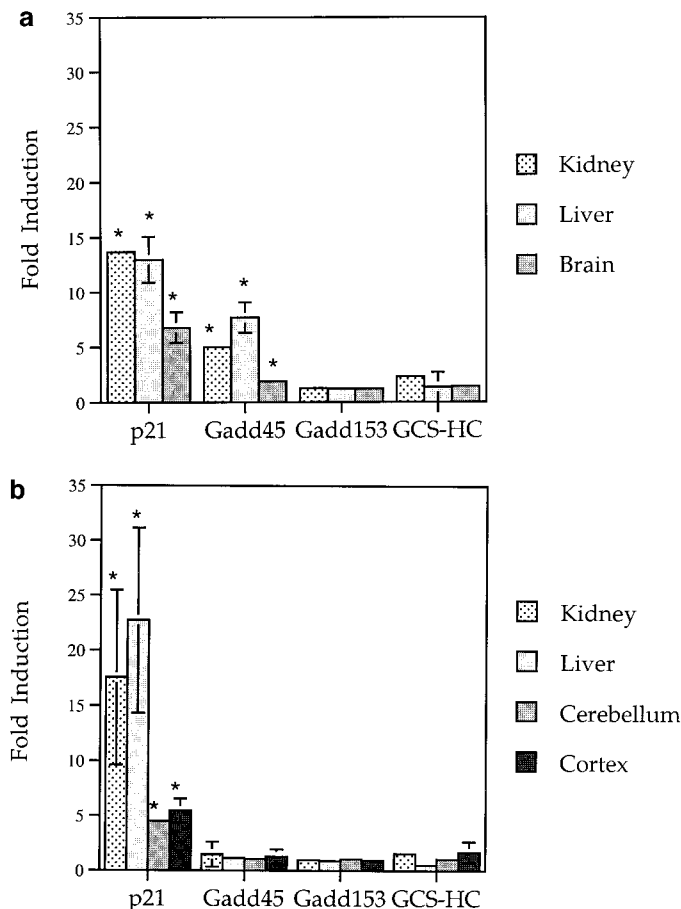 a
35
30
25
20
15
10
5
0
Fold Induction
* * *
* * *
p21 Gadd45 Gadd153 GCS-HC
Kidney
Liver
Brain
b
35
30
25
20
15
10
5
0
Fold Induction
* * * *
p21 Gadd45 Gadd153 GCS-HC
Kidney
Liver
Cerebellum
Cortex